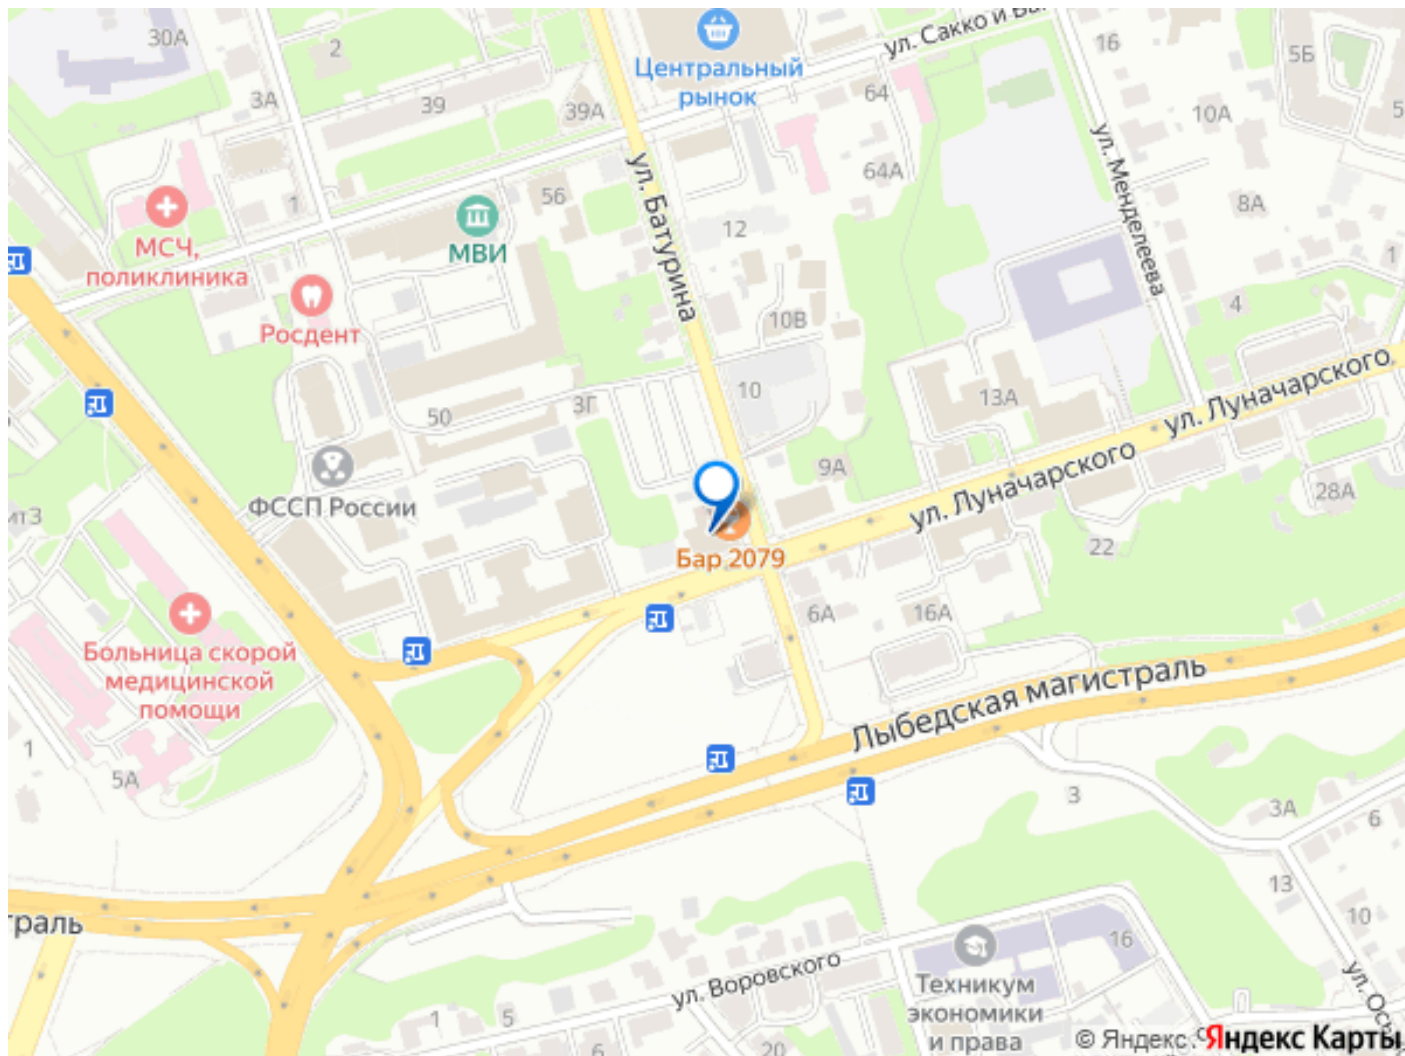 30А
2
Центральный
рынок
ул. Сакко и Ва
16
5Б
3А
39
39А
64
10А
5
ул. Батурина
ул. Менделеева
64А
1
56
МВИ
12
8А
МСЧ,
поликлиника
1
4
Росдент
10В
10
3Г
50
13А
ул. Луначарского
ул. Луначарского
9А
28А
ФССП России
ит3
Бар 2079
22
6А
16А
Больница скорой
медицинской
помощи
Лыбедская магистраль
1
5А
3
3А
6
13
10
траль
16
ул. Воровского
Техникум
экономики
и права
ул. Осы
1
5
6
20
© Яндекс
Яндекс Карты